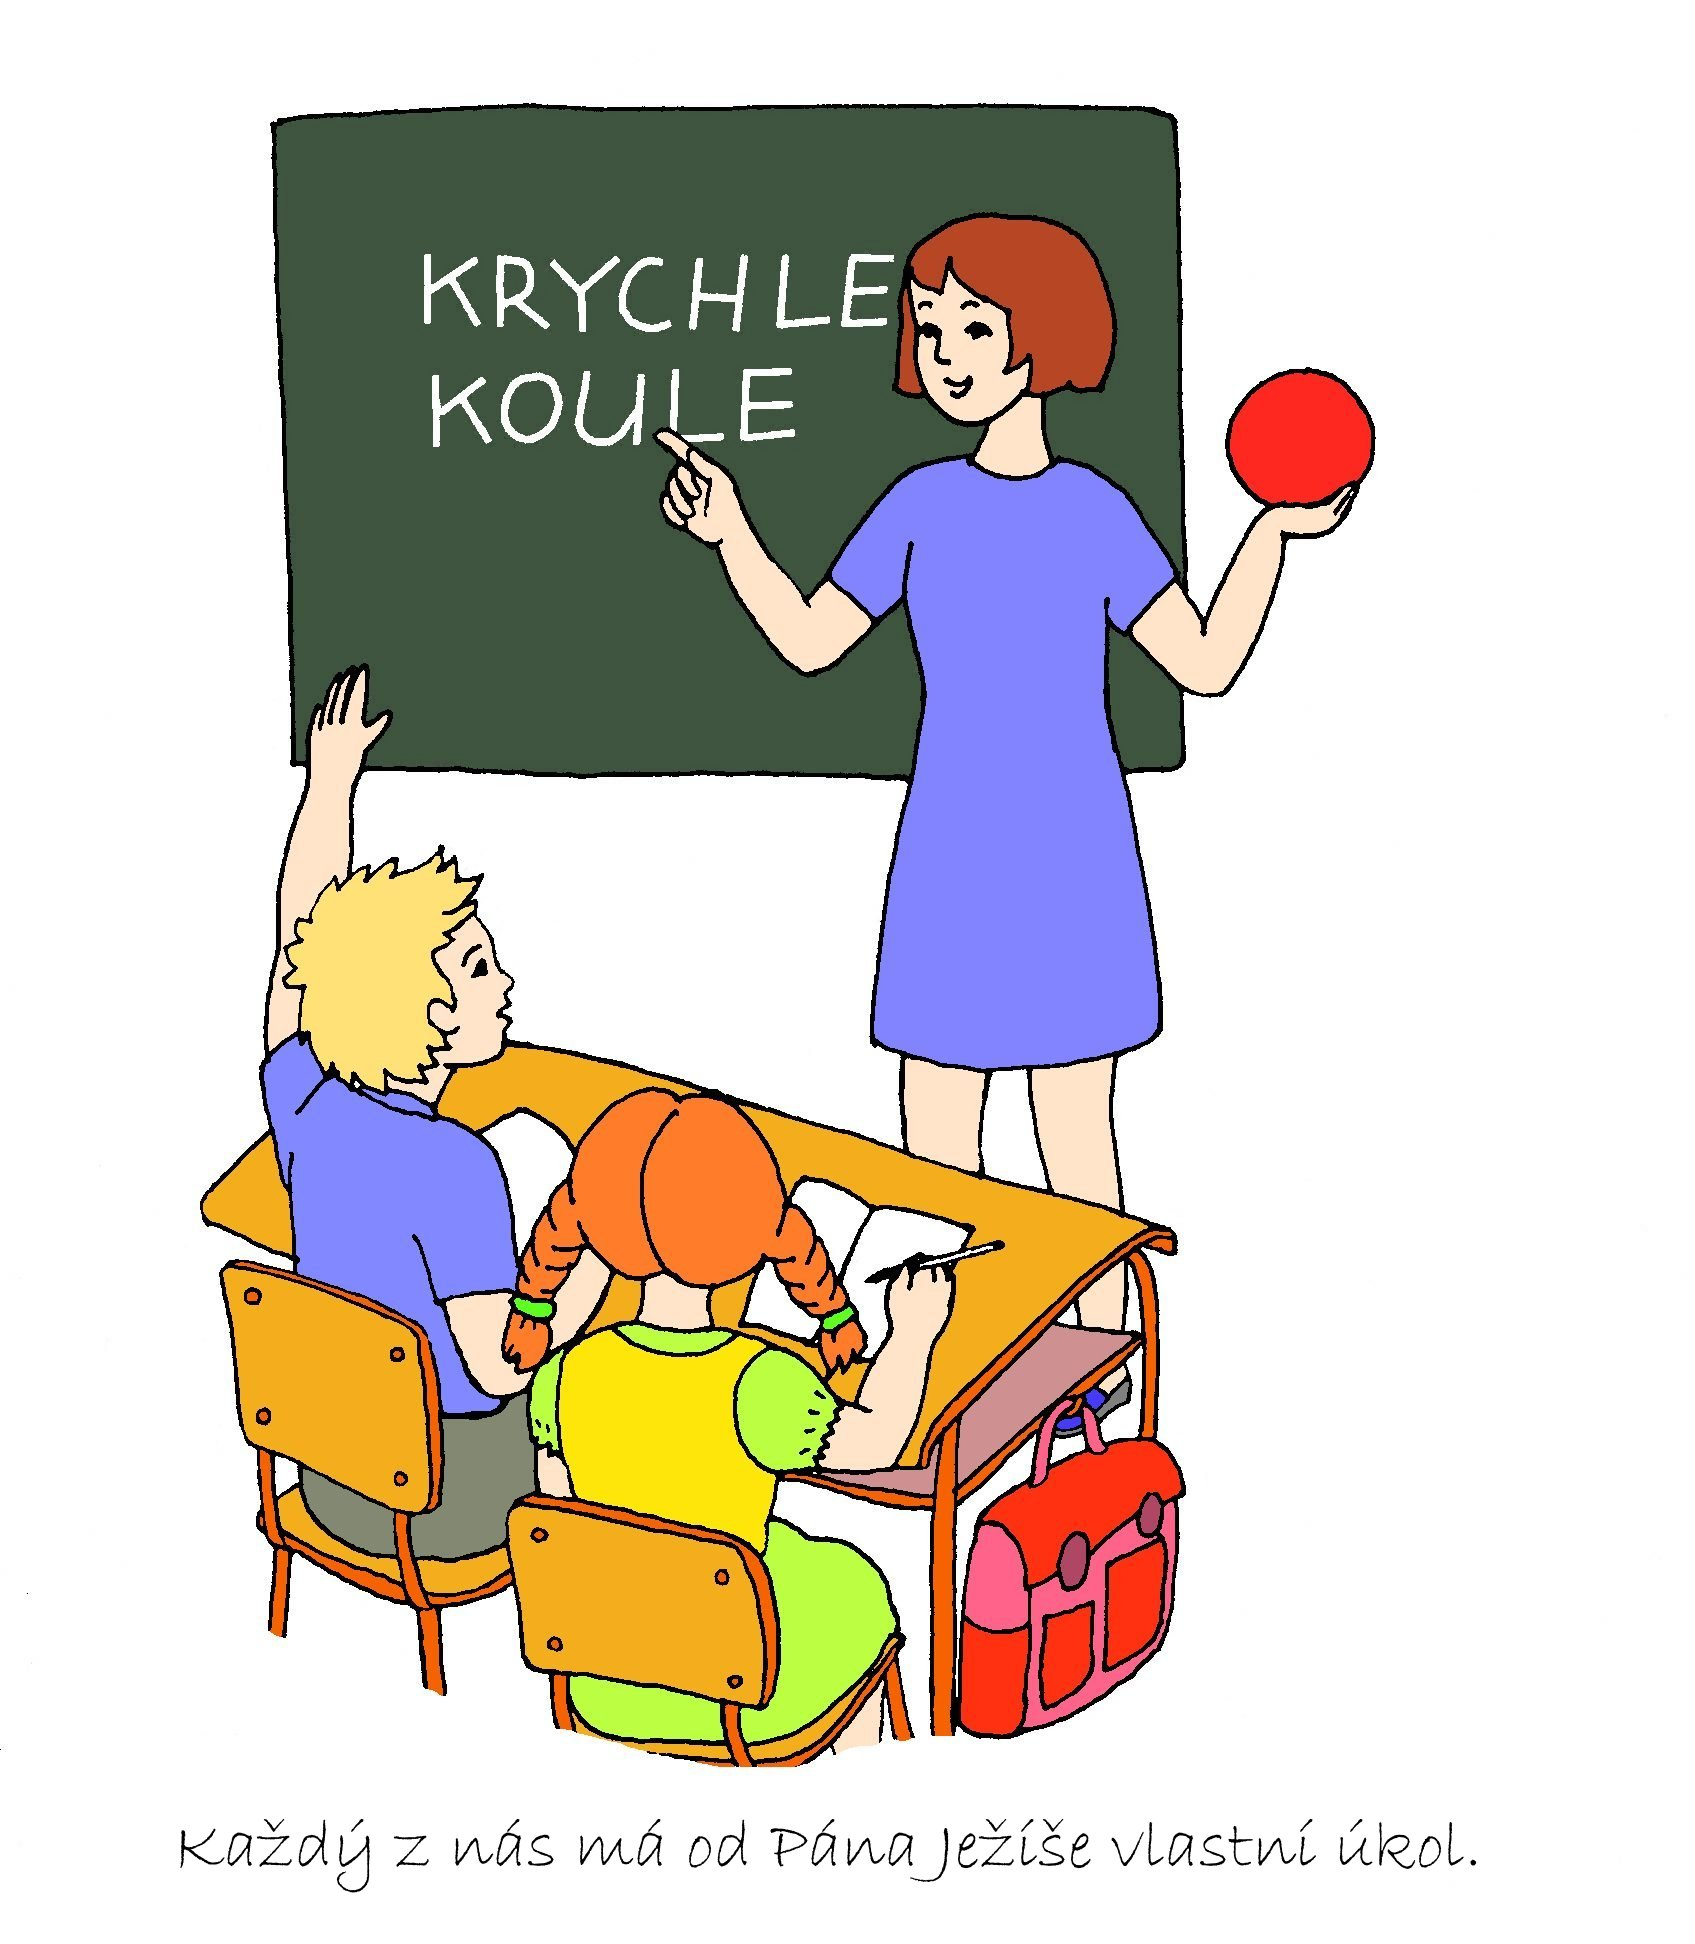 KRYCHLE
KOULE
Každý z nás má od Pána Ježíše vlastní úkol.